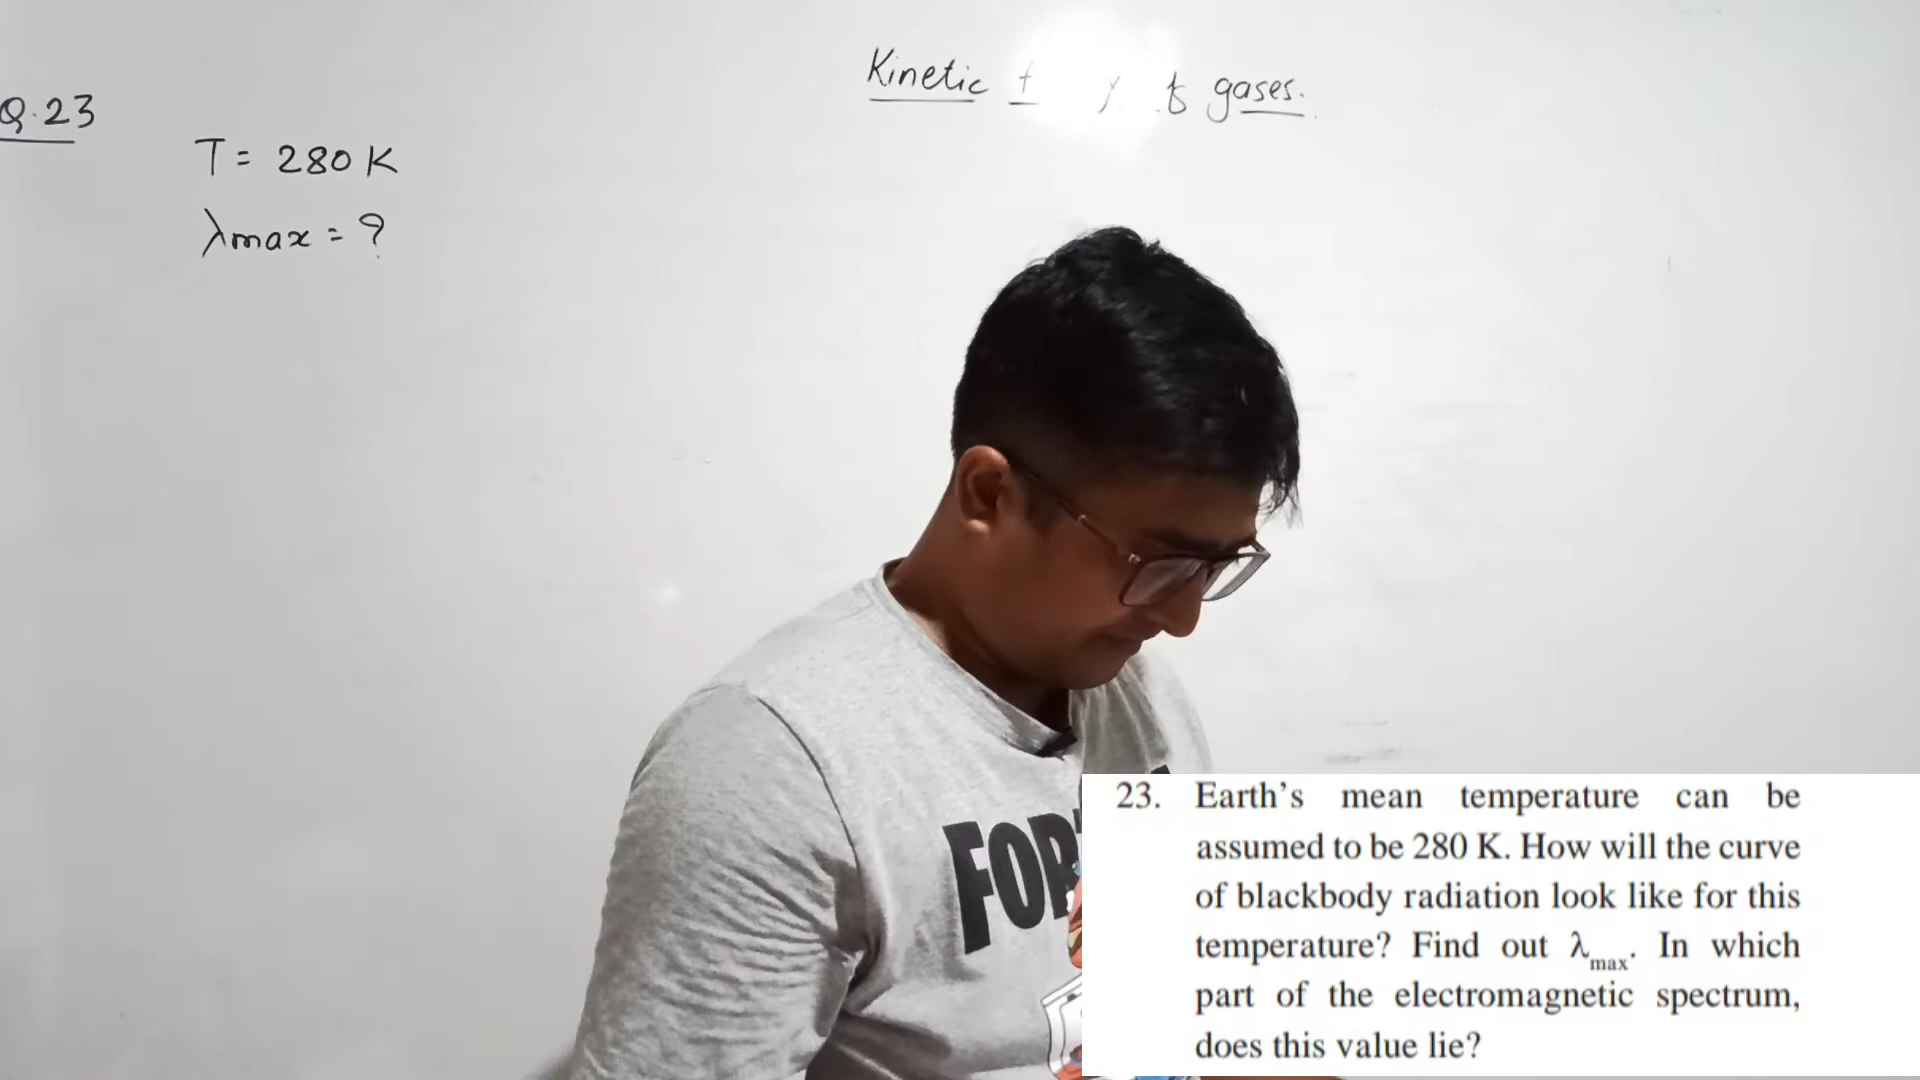 Kinetic gases.
Q.23
T = 280 K
λmax = ?
FOR
23. Earth's mean temperature can be
assumed to be 280 K. How will the curve
of blackbody radiation look like for this
temperature? Find out λmax. In which
part of the electromagnetic spectrum,
does this value lie?